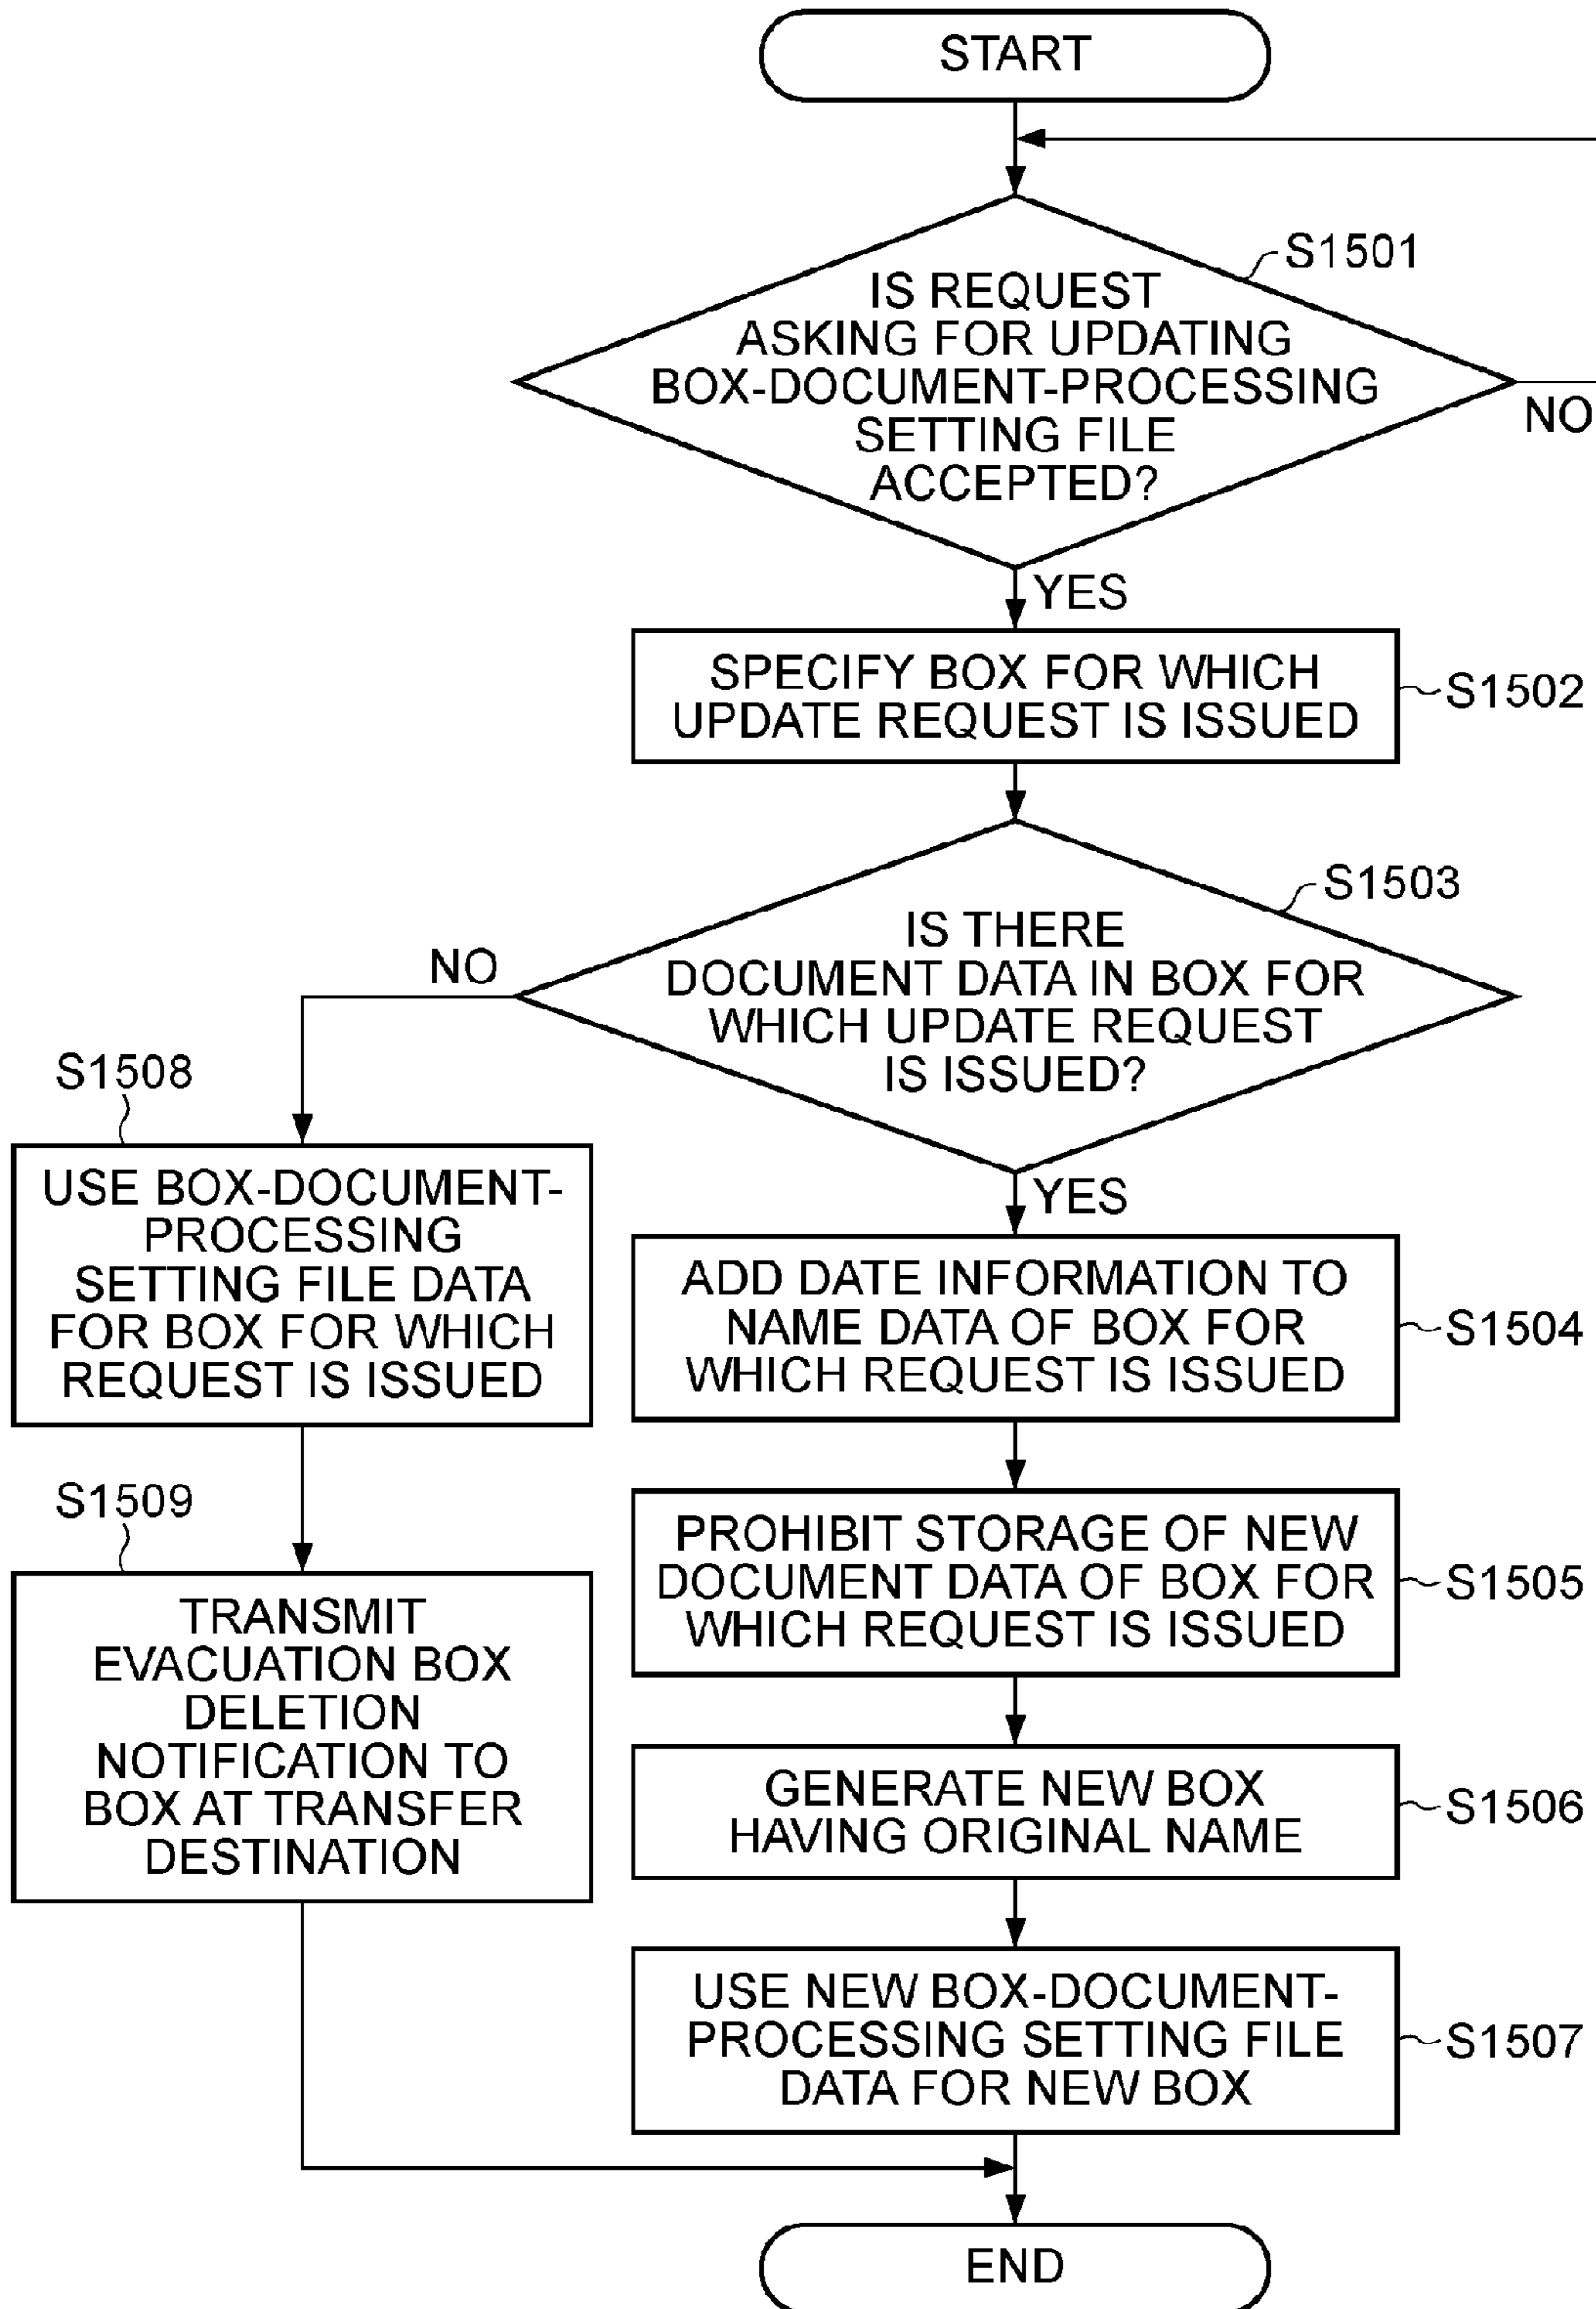 START
S1501
IS REQUEST
ASKING FOR UPDATING
BOX-DOCUMENT-PROCESSING
SETTING FILE
ACCEPTED?
NO
YES
SPECIFY BOX FOR WHICH
UPDATE REQUEST IS ISSUED
S1502
S1503
IS THERE
DOCUMENT DATA IN BOX FOR
WHICH UPDATE REQUEST
IS ISSUED?
NO
YES
S1508
USE BOX-DOCUMENT-
PROCESSING
SETTING FILE DATA
FOR BOX FOR WHICH
REQUEST IS ISSUED
ADD DATE INFORMATION TO
NAME DATA OF BOX FOR
WHICH REQUEST IS ISSUED
S1504
S1509
TRANSMIT
EVACUATION BOX
DELETION
NOTIFICATION TO
BOX AT TRANSFER
DESTINATION
PROHIBIT STORAGE OF NEW
DOCUMENT DATA OF BOX FOR
WHICH REQUEST IS ISSUED
S1505
GENERATE NEW BOX
HAVING ORIGINAL NAME
S1506
USE NEW BOX-DOCUMENT-
PROCESSING SETTING FILE
DATA FOR NEW BOX
S1507
END